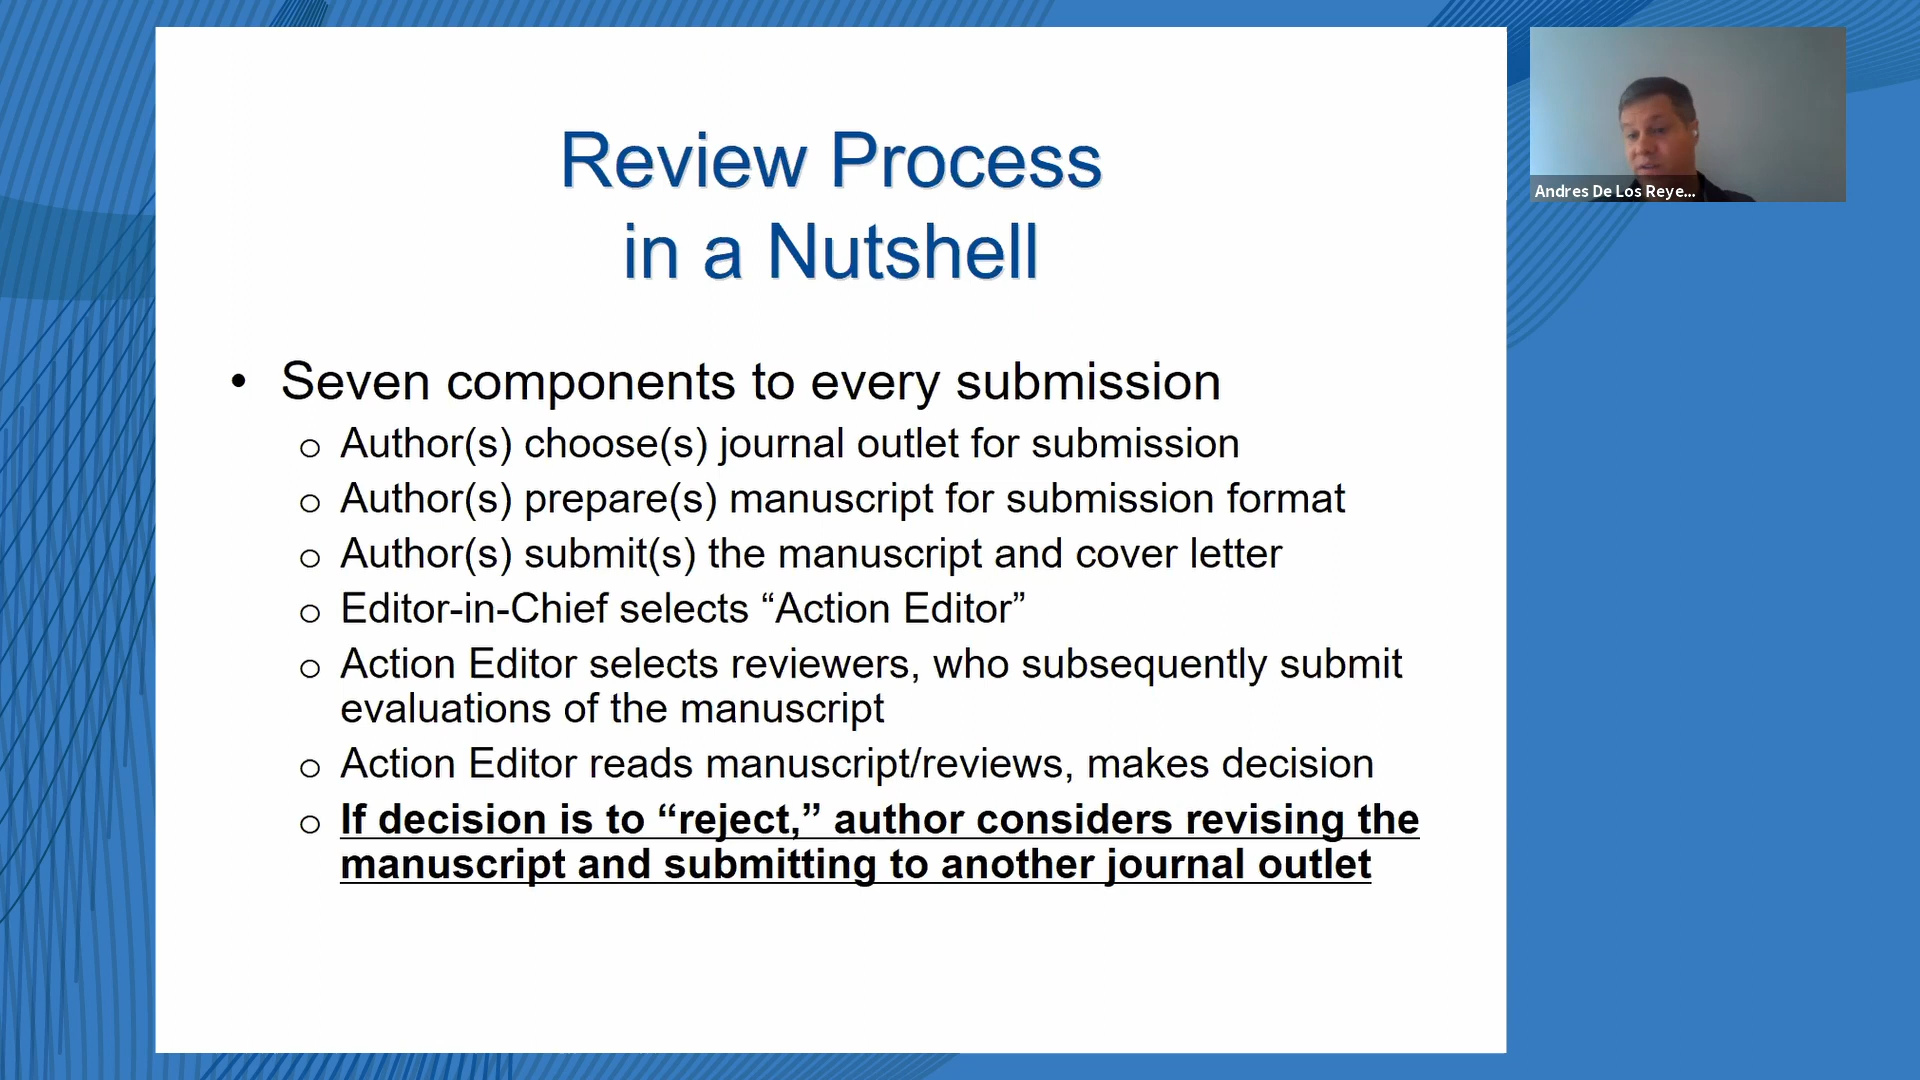 Review Process
in a Nutshell
• Seven components to every submission
o Author(s) choose(s) journal outlet for submission
o Author(s) prepare(s) manuscript for submission format
o Author(s) submit(s) the manuscript and cover letter
o Editor-in-Chief selects “Action Editor”
o Action Editor selects reviewers, who subsequently submit
evaluations of the manuscript
o Action Editor reads manuscript/reviews, makes decision
o If decision is to “reject,” author considers revising the
manuscript and submitting to another journal outlet
Andres De Los Reye...